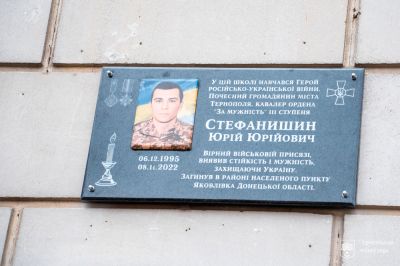 У цій школі навчався Герой
російсько-української війни.
Почесний громадянин міста
Тернополя. Кавалер ордена
"За мужність" III ступеня
Стефанишин
Юрій Юрійович
06.12.1995
08.11.2022
Вірний військовій присязі,
виявив стійкість і мужність,
захищаючи Україну.
Загинув в районі населеного пункту
Яковлівка Донецької області.